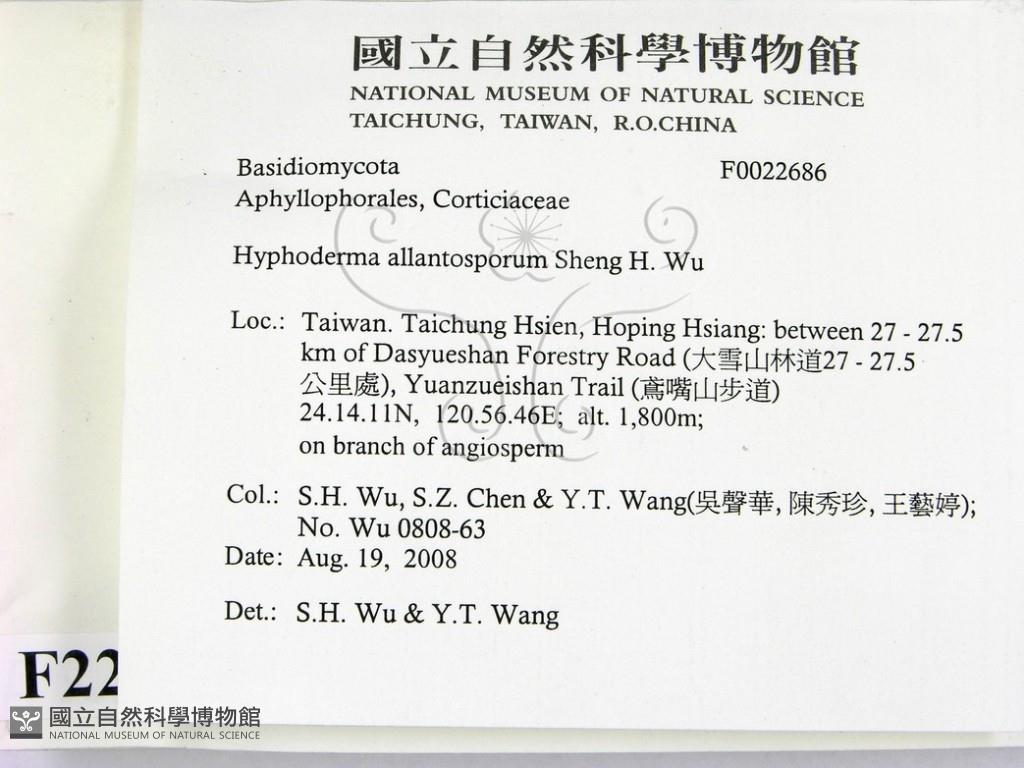 國立自然科學博物館
NATIONAL MUSEUM OF NATURAL SCIENCE
TAICHUNG, TAIWAN, R.O.CHINA
Basidiomycota F0022686
Aphyllophorales, Corticiaceae
Hyphoderma allantosporum Sheng H. Wu
Loc.: Taiwan. Taichung Hsien, Hoping Hsiang: between 27 - 27.5
km of Dasyueshan Forestry Road (大雪山林道27 - 27.5
公里處), Yuanzueishan Trail (鳶嘴山步道)
24.14.11N, 120.56.46E; alt. 1,800m;
on branch of angiosperm
Col.: S.H. Wu, S.Z. Chen & Y.T. Wang(吳聲華, 陳秀珍, 王藝婷);
No. Wu 0808-63
Date: Aug. 19, 2008
Det.: S.H. Wu & Y.T. Wang
F22
國立自然科學博物館
NATIONAL MUSEUM OF NATURAL SCIENCE